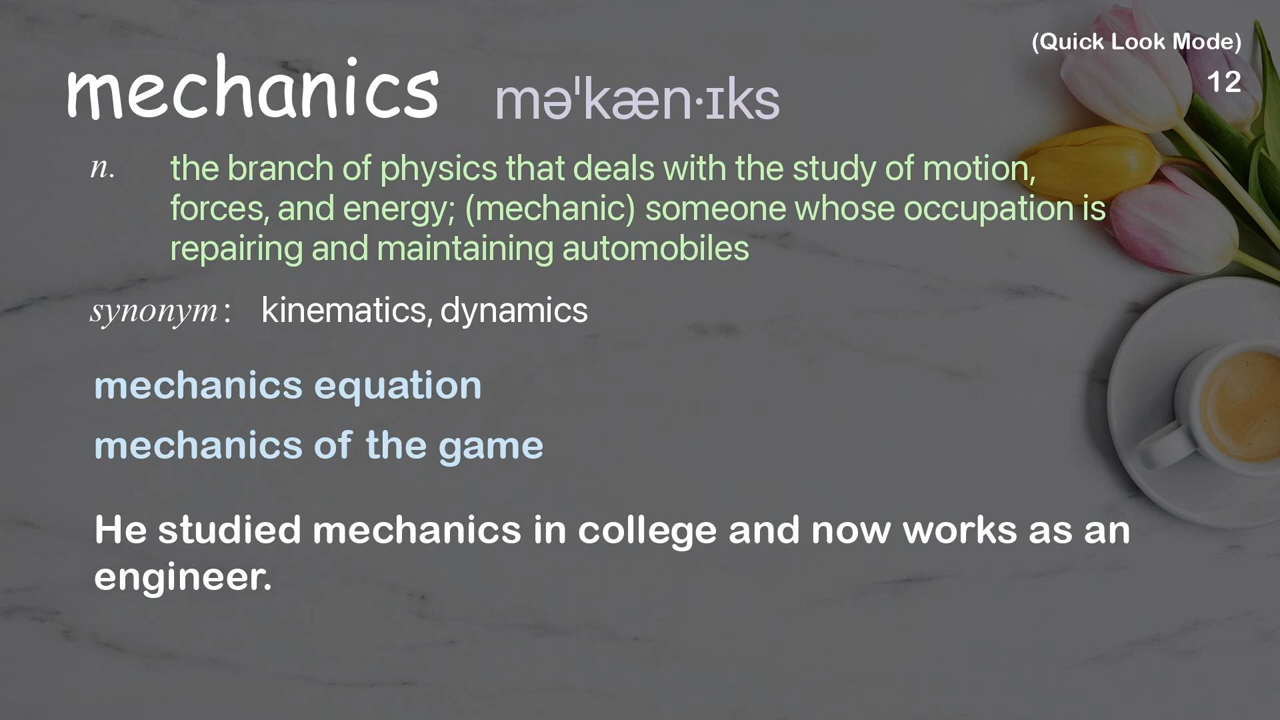 (Quick Look Mode)
12
mechanics məˈkæn·ɪks
n. the branch of physics that deals with the study of motion,
forces, and energy; (mechanic) someone whose occupation is
repairing and maintaining automobiles
synonym: kinematics, dynamics
mechanics equation
mechanics of the game
He studied mechanics in college and now works as an
engineer.